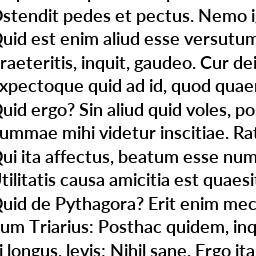 Ostendit pedes et pectus. Nemo i
Quid est enim aliud esse versutum
raeteritis, inquit, gaudeo. Cur dei
xpectoque quid ad id, quod quaer
Quid ergo? Sin aliud quid voles, po
ummae mihi videtur inscitiae. Rat
Qui ita affectus, beatum esse num
Utilitatis causa amicitia est quaesit
Quid de Pythagora? Erit enim mec
um Triarius: Posthac quidem, inq
i longus, levis; Nihil sane. Ergo ita